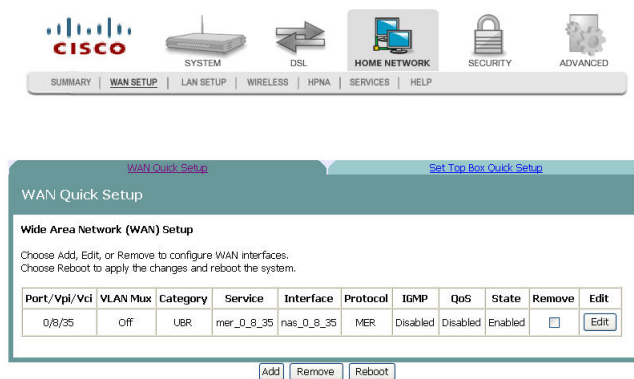 CISCO
SYSTEM DSL HOME NETWORK SECURITY ADVANCED
SUMMARY | WAN SETUP | LAN SETUP | WIRELESS | HPNA | SERVICES | HELP
WAN Quick Setup Set Top Box Quick Setup
WAN Quick Setup
Wide Area Network (WAN) Setup
Choose Add, Edit, or Remove to configure WAN interfaces.
Choose Reboot to apply the changes and reboot the system.
Port/Vpi/Vci VLAN Mux Category Service Interface Protocol IGMP QoS State Remove Edit
0/8/35 Off UBR mer_0_8_35 nas_0_8_35 MER Disabled Disabled Enabled Edit
Add Remove Reboot